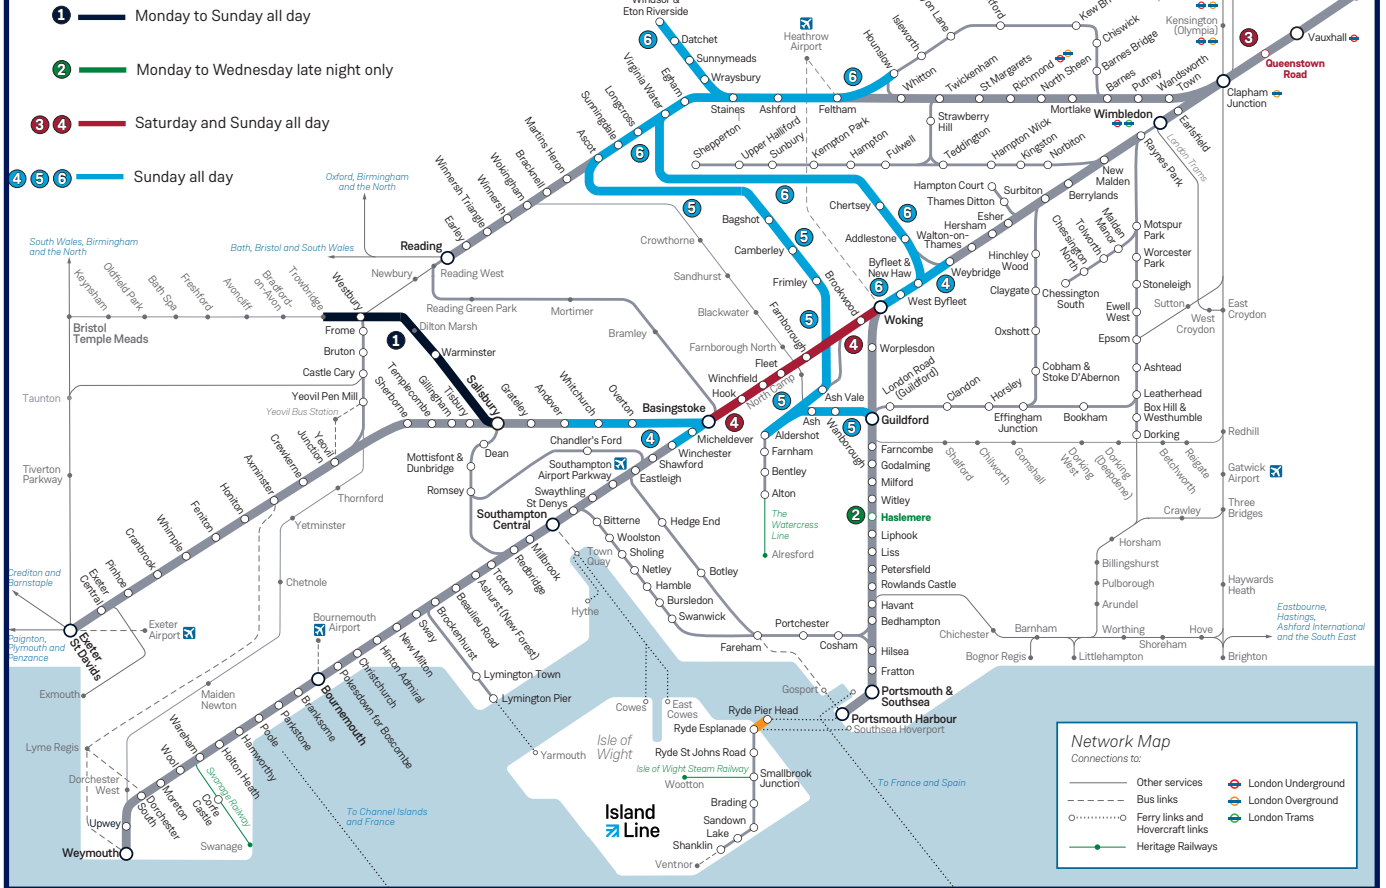 1 Monday to Sunday all day
2 Monday to Wednesday late night only
3 4 Saturday and Sunday all day
4 5 6 Sunday all day
Windsor &
Eton Riverside
6
Datchet
Sunnymeads
Wraysbury
Virginia Water
Egham
Longcross
Sunningdale
Ascot
Martins Heron
Bracknell
Wokingham
Winnersh
Winnersh Triangle
Earley
Reading
Staines
Ashford
Feltham
6
Heathrow
Airport
Hounslow
Isleworth
Whitton
Twickenham
St Margarets
Richmond
North Sheen
Mortlake
Barnes
Putney
Wandsworth
Town
Chiswick
Barnes Bridge
Kensington
(Olympia)
3
Vauxhall
Queenstown
Road
Clapham
Junction
Wimbledon
Earlsfield
London Trams
Raynes Park
Strawberry
Hill
Shepperton
Upper Halliford
Sunbury
Kempton Park
Hampton
Fulwell
Teddington
Hampton Wick
Kingston
Norbiton
New
Malden
Berrylands
Surbiton
Hampton Court
Thames Ditton
Esher
Hersham
Walton-on-
Thames
Weybridge
6
6
5
6
Chertsey
Addlestone
Byfleet &
New Haw
6
4
West Byfleet
Woking
Brookwood
Bagshot
5
Camberley
Frimley
5
Farnborough
4
Fleet
Winchfield
Hook
Basingstoke
4
Crowthorne
Sandhurst
Blackwater
Farnborough North
North Camp
5
Ash Vale
Ash
Aldershot
Wanborough
5
Guildford
Farnham
Bentley
Alton
The
Watercress
Line
Alresford
Worplesdon
London Road
(Guildford)
Clandon
Horsley
Effingham
Junction
Bookham
Hinchley
Wood
Claygate
Oxshott
Cobham &
Stoke D'Abernon
Chessington
North
Tolworth
Malden
Manor
Chessington
South
Motspur
Park
Worcester
Park
Stoneleigh
Ewell
West
Epsom
Ashtead
Leatherhead
Box Hill &
Westhumble
Dorking
Sutton
West
Croydon
East
Croydon
Redhill
Gatwick
Airport
Three
Bridges
Crawley
Horsham
Billingshurst
Pulborough
Arundel
Haywards
Heath
Shalford
Chilworth
Gomshall
Dorking
West
Dorking
(Deepdene)
Betchworth
Reigate
Eastbourne,
Hastings,
Ashford International
and the South East
Brighton
Hove
Shoreham
Worthing
Littlehampton
Barnham
Bognor Regis
Chichester
Oxford, Birmingham
and the North
Bath, Bristol and South Wales
South Wales, Birmingham
and the North
Keynsham
Oldfield Park
Bath Spa
Freshford
Avoncliff
Bradford-
on-Avon
Trowbridge
Westbury
Newbury
Reading West
Reading Green Park
Mortimer
Bramley
Bristol
Temple Meads
Frome
Bruton
Castle Cary
Yeovil Pen Mill
Yeovil Bus Station
1
Dilton Marsh
Warminster
Salisbury
Taunton
Tiverton
Parkway
Sherborne
Templecombe
Gillingham
Tisbury
Grateley
Andover
Whitchurch
Overton
Yeovil
Junction
Crewkerne
Axminster
Honiton
Feniton
Whimple
Cranbrook
Pinhoe
Exeter
Central
Exeter
St Davids
Exeter
Airport
Crediton and
Barnstaple
Paignton,
Plymouth and
Penzance
Exmouth
Lyme Regis
Thornford
Yetminster
Chetnole
Maiden
Newton
Dorchester
West
Upwey
Weymouth
Dorchester
South
Moreton
Wool
Wareham
Holton Heath
Hamworthy
Poole
Parkstone
Branksome
Bournemouth
Bournemouth
Airport
Pokesdown for Boscombe
Christchurch
Hinton Admiral
New Milton
Sway
Brockenhurst
Beaulieu Road
Ashurst (New Forest)
Totton
Redbridge
Millbrook
Swanage Railway
Corfe
Castle
Swanage
Lymington Town
Lymington Pier
Yarmouth
Dean
Mottisfont &
Dunbridge
Romsey
Chandler's Ford
4
Micheldever
Winchester
Shawford
Eastleigh
Southampton
Airport Parkway
Swaythling
St Denys
Southampton
Central
Town
Quay
Hythe
Bitterne
Woolston
Sholing
Netley
Hamble
Bursledon
Swanwick
Hedge End
Botley
Fareham
Portchester
Cosham
Farncombe
Godalming
Milford
Witley
2
Haslemere
Liphook
Liss
Petersfield
Rowlands Castle
Havant
Bedhampton
Hilsea
Fratton
Portsmouth &
Southsea
Portsmouth Harbour
Southsea Hoverport
Gosport
Cowes
East
Cowes
Isle of
Wight
Ryde Pier Head
Ryde Esplanade
Ryde St Johns Road
Isle of Wight Steam Railway
Wootton
Smallbrook
Junction
Brading
Sandown
Lake
Shanklin
Ventnor
Island
Line
To Channel Islands
and France
To France and Spain
Network Map
Connections to:
Other services
Bus links
Ferry links and
Hovercraft links
Heritage Railways
London Underground
London Overground
London Trams